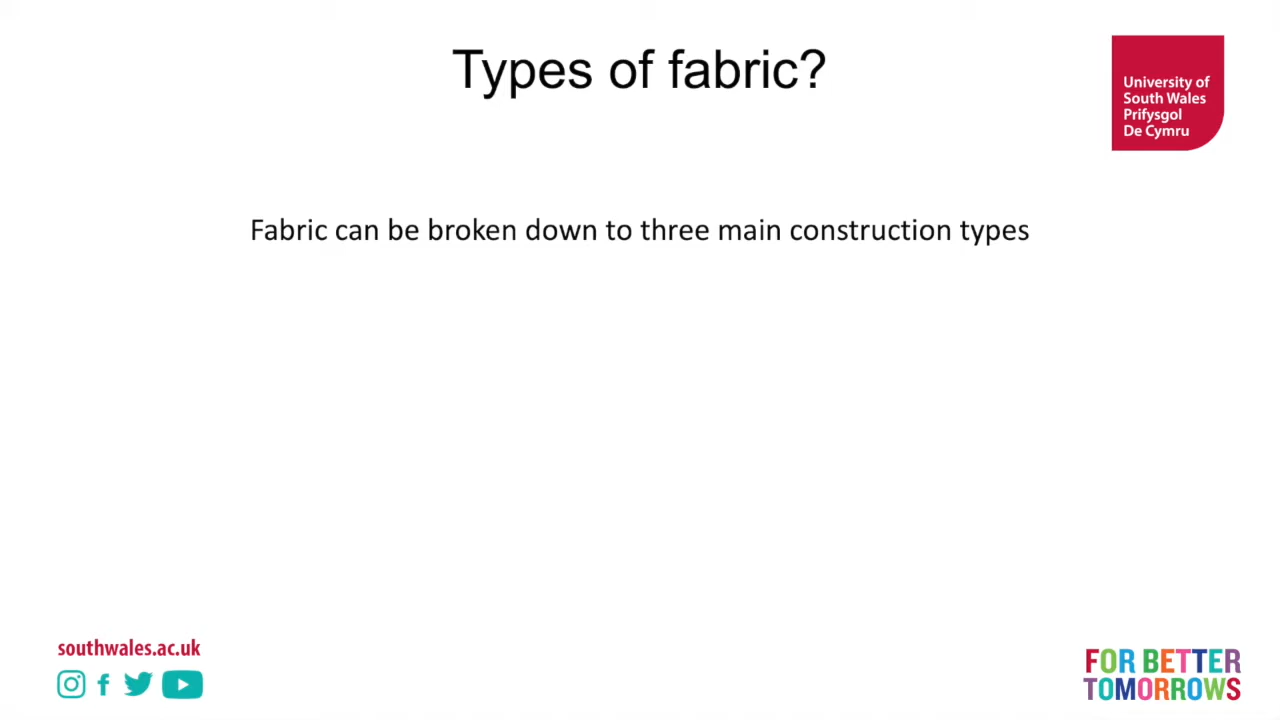 Types of fabric?
University of
South Wales
Prifysgol
De Cymru
Fabric can be broken down to three main construction types
southwales.ac.uk
FOR BETTER
TOMORROWS